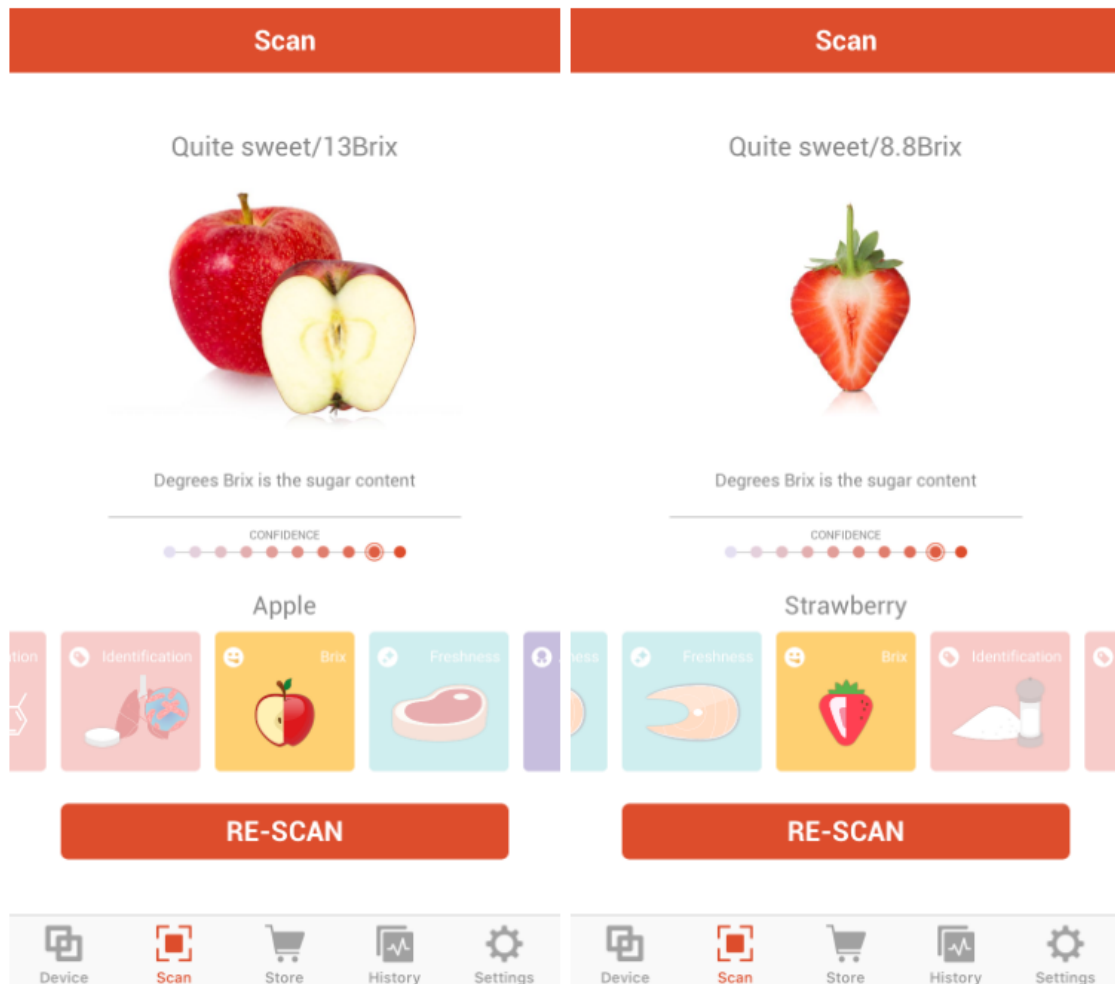 Scan
Quite sweet/13Brix
Degrees Brix is the sugar content
CONFIDENCE
Apple
tion
Identification
Brix
Freshness
RE-SCAN
Device
Scan
Store
History
Settings
Scan
Quite sweet/8.8Brix
Degrees Brix is the sugar content
CONFIDENCE
Strawberry
ness
Freshness
Brix
Identification
RE-SCAN
Device
Scan
Store
History
Settings